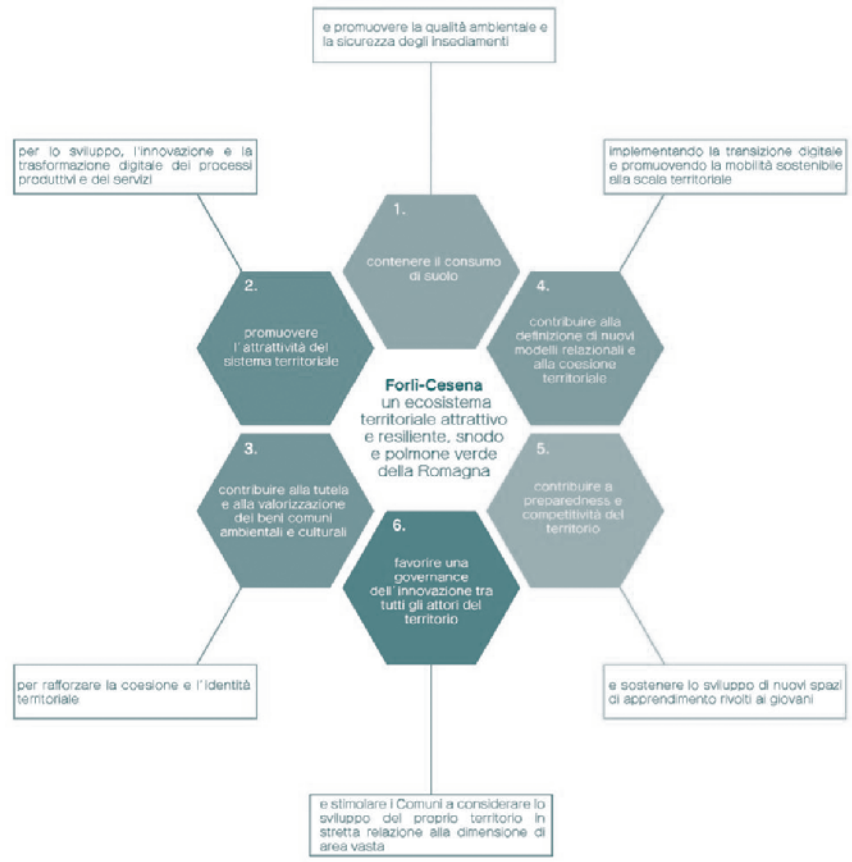 e promuovere la qualità ambientale e
la sicurezza degli insediamenti
per lo sviluppo, l'innovazione e la
trasformazione digitale dei processi
produttivi e dei servizi
implementando la transizione digitale
e promuovendo la mobilità sostenibile
alla scala territoriale
1.
contenere il consumo
di suolo
2.
promuovere
l'attrattività del
sistema territoriale
4.
contribuire alla
definizione di nuovi
modelli relazionali e
alla coesione
territoriale
Forlì-Cesena
un ecosistema
territoriale attrattivo
e resiliente, snodo
e polmone verde
della Romagna
3.
contribuire alla tutela
e alla valorizzazione
dei beni comuni
ambientali e culturali
5.
contribuire a
preparedness e
competitività del
territorio
6.
favorire una
governance
dell'innovazione tra
tutti gli attori del
territorio
per rafforzare la coesione e l'identità
territoriale
e sostenere lo sviluppo di nuovi spazi
di apprendimento rivolti ai giovani
e stimolare i Comuni a considerare lo
sviluppo del proprio territorio in
stretta relazione alla dimensione di
area vasta